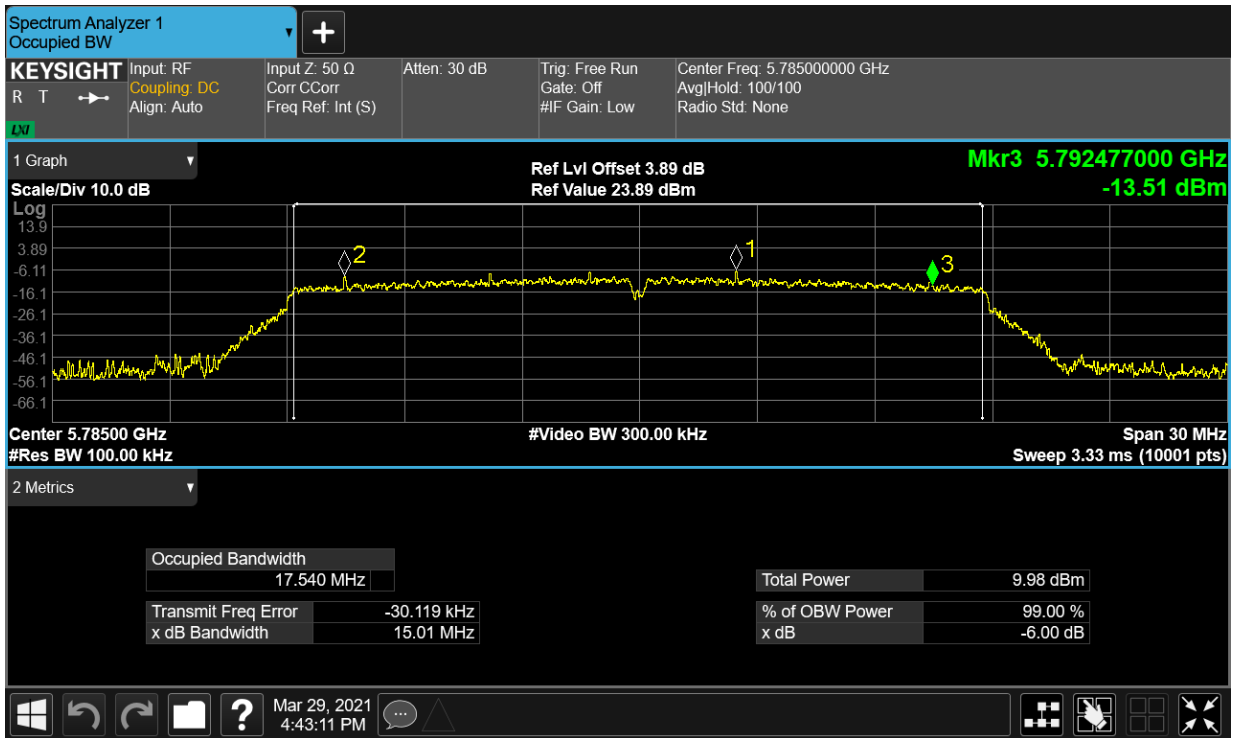 Spectrum Analyzer 1
Occupied BW
KEYSIGHT
R T
LXI
Input: RF
Coupling: DC
Align: Auto
Input Z: 50 Ω
Corr CCorr
Freq Ref: Int (S)
Atten: 30 dB
Trig: Free Run
Gate: Off
#IF Gain: Low
Center Freq: 5.785000000 GHz
Avg|Hold: 100/100
Radio Std: None
1 Graph
Scale/Div 10.0 dB
Ref Lvl Offset 3.89 dB
Ref Value 23.89 dBm
Mkr3 5.792477000 GHz
-13.51 dBm
Log
13.9
3.89
-6.11
-16.1
-26.1
-36.1
-46.1
-56.1
-66.1
2
1
3
Center 5.78500 GHz
#Video BW 300.00 kHz
Span 30 MHz
#Res BW 100.00 kHz
Sweep 3.33 ms (10001 pts)
2 Metrics
Occupied Bandwidth
17.540 MHz
Transmit Freq Error -30.119 kHz
x dB Bandwidth 15.01 MHz
Total Power 9.98 dBm
% of OBW Power 99.00 %
x dB -6.00 dB
?
Mar 29, 2021
4:43:11 PM